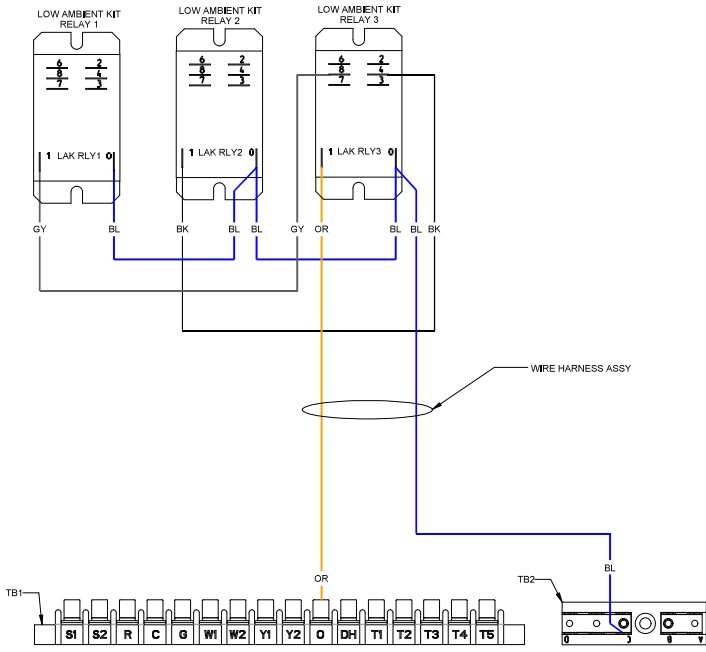 LOW AMBIENT KIT
RELAY 1
LOW AMBIENT KIT
RELAY 2
LOW AMBIENT KIT
RELAY 3
6 2
8 4
7 3
6 2
8 4
7 3
6 2
8 4
7 3
1 LAK RLY1 0
1 LAK RLY2 0
1 LAK RLY3 0
GY BL BK BL BL GY OR BL BL BK
WIRE HARNESS ASSY
BL
OR
TB1
TB2
S1 S2 R C G W1 W2 Y1 Y2 O DH T1 T2 T3 T4 T5
D C B A